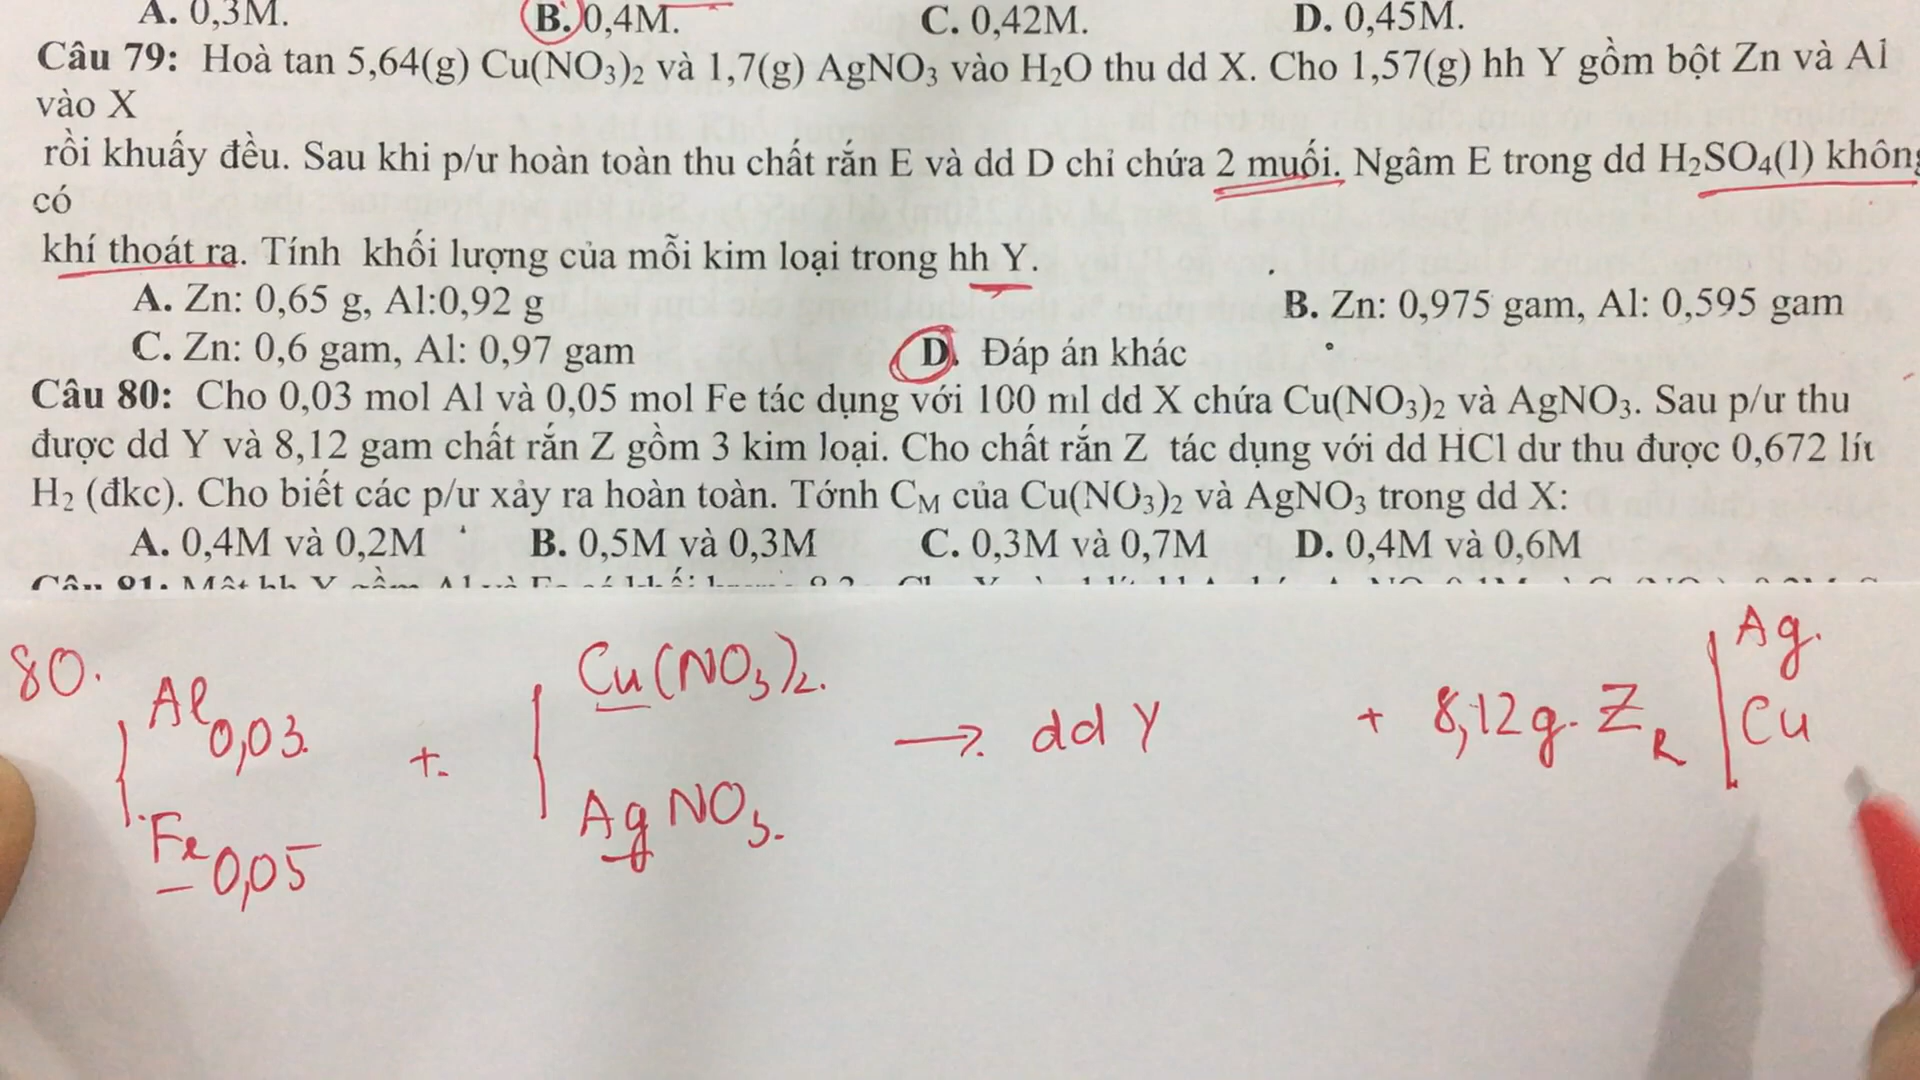 A. 0,3M. B. 0,4M. C. 0,42M. D. 0,45M.
Câu 79: Hoà tan 5,64(g) Cu(NO3)2 và 1,7(g) AgNO3 vào H2O thu dd X. Cho 1,57(g) hh Y gồm bột Zn và Al
vào X
rồi khuấy đều. Sau khi p/ư hoàn toàn thu chất rắn E và dd D chỉ chứa 2 muối. Ngâm E trong dd H2SO4(l) không
có
khí thoát ra. Tính khối lượng của mỗi kim loại trong hh Y.
A. Zn: 0,65 g, Al:0,92 g B. Zn: 0,975 gam, Al: 0,595 gam
C. Zn: 0,6 gam, Al: 0,97 gam D. Đáp án khác
Câu 80: Cho 0,03 mol Al và 0,05 mol Fe tác dụng với 100 ml dd X chứa Cu(NO3)2 và AgNO3. Sau p/ư thu
được dd Y và 8,12 gam chất rắn Z gồm 3 kim loại. Cho chất rắn Z tác dụng với dd HCl dư thu được 0,672 lít
H2 (đkc). Cho biết các p/ư xảy ra hoàn toàn. Tớnh CM của Cu(NO3)2 và AgNO3 trong dd X:
A. 0,4M và 0,2M B. 0,5M và 0,3M C. 0,3M và 0,7M D. 0,4M và 0,6M
80. Al 0,03. + Cu(NO3)2. → dd Y + 8,12g. Z R Ag.
Fe 0,05 AgNO3. Cu